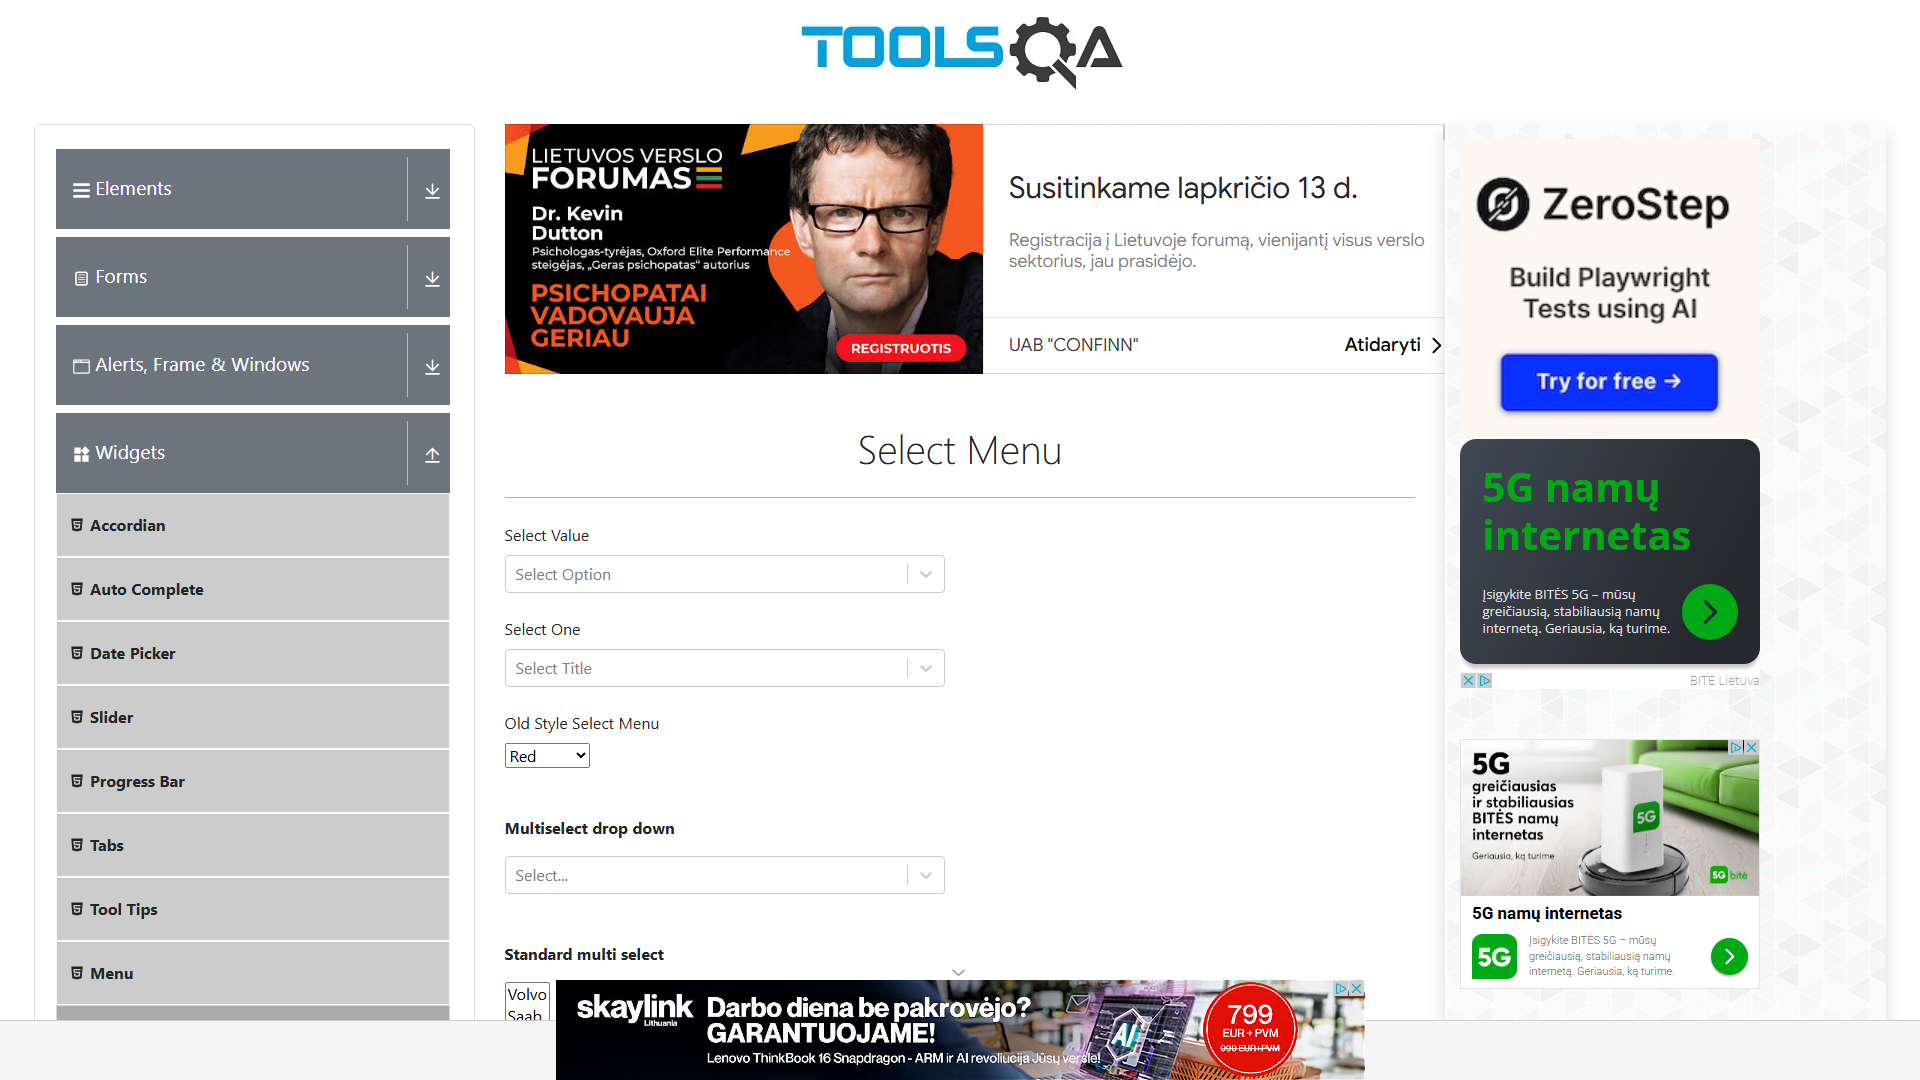 TOOLSQA
Elements
Forms
Alerts, Frame & Windows
Widgets
Accordian
Auto Complete
Date Picker
Slider
Progress Bar
Tabs
Tool Tips
Menu
LIETUVOS VERSLO
FORUMAS
Dr. Kevin
Dutton
Psichologas-tyrėjas, Oxford Elite Performance
steigėjas, „Geras psichopatas“ autorius
PSICHOPATAI
VADOVAUJA
GERIAU
REGISTRUOTIS
Susitinkame lapkričio 13 d.
Registracija į Lietuvoje forumą, vienijantį visus verslo
sektorius, jau prasidėjo.
UAB "CONFINN"
Atidaryti
Select Menu
Select Value
Select Option
Select One
Select Title
Old Style Select Menu
Red
Multiselect drop down
Select...
Standard multi select
Volvo
Saab
skaylink
Lithuania
Darbo diena be pakrovėjo?
GARANTUOJAME!
Lenovo ThinkBook 16 Snapdragon - ARM ir AI revoliucija Jūsų versle!
AI
799
EUR + PVM
999 EUR+PVM
ZeroStep
Build Playwright
Tests using AI
Try for free →
5G namų
internetas
Įsigykite BITĖS 5G – mūsų
greičiausią, stabiliausią namų
internetą. Geriausia, ką turime.
BITĖ Lietuva
5G
greičiausias
ir stabiliausias
BITĖS namų
internetas
Geriausia, ką turime
5G
5G bitė
5G namų internetas
5G
Įsigykite BITĖS 5G – mūsų
greičiausią, stabiliausią namų
internetą. Geriausia, ką turime.